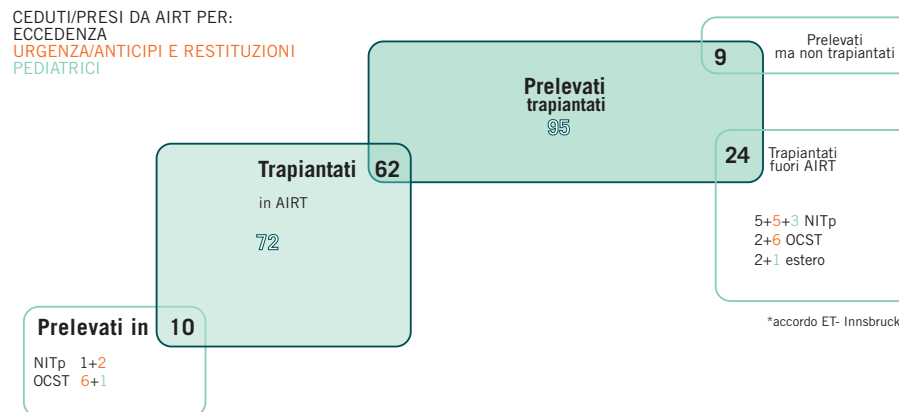 CEDUTI/PRESI DA AIRT PER:
ECCEDENZA
URGENZA/ANTICIPI E RESTITUZIONI
PEDIATRICI
9
Prelevati
ma non trapiantati
Prelevati
trapiantati
95
Trapiantati 62
in AIRT
72
24
Trapiantati
fuori AIRT
5+5+3 NITp
2+6 OCST
2+1 estero
*accordo ET- Innsbruck
Prelevati in 10
NITp 1+2
OCST 6+1